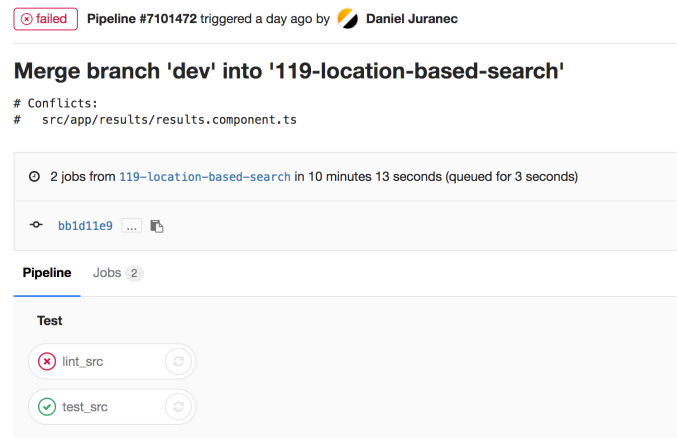 failed Pipeline #7101472 triggered a day ago by Daniel Juranec
Merge branch 'dev' into '119-location-based-search'
# Conflicts:
#   src/app/results/results.component.ts
2 jobs from 119-location-based-search in 10 minutes 13 seconds (queued for 3 seconds)
bb1d11e9 ...
Pipeline Jobs 2
Test
lint_src
test_src